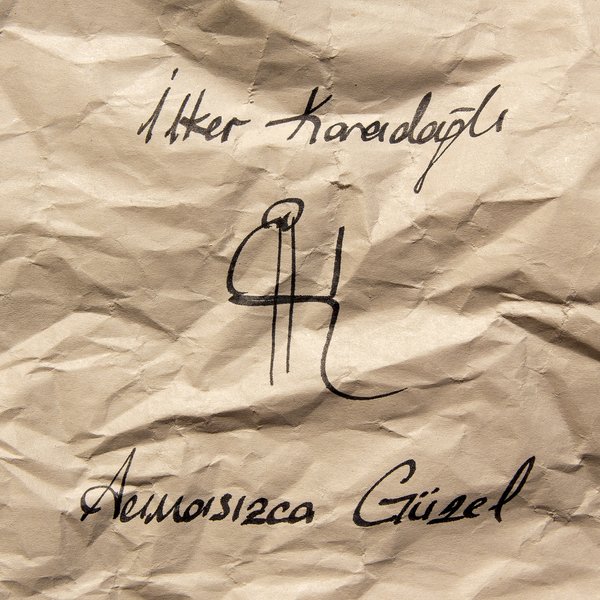 İlker Karadağlı
Acımasızca Güzel